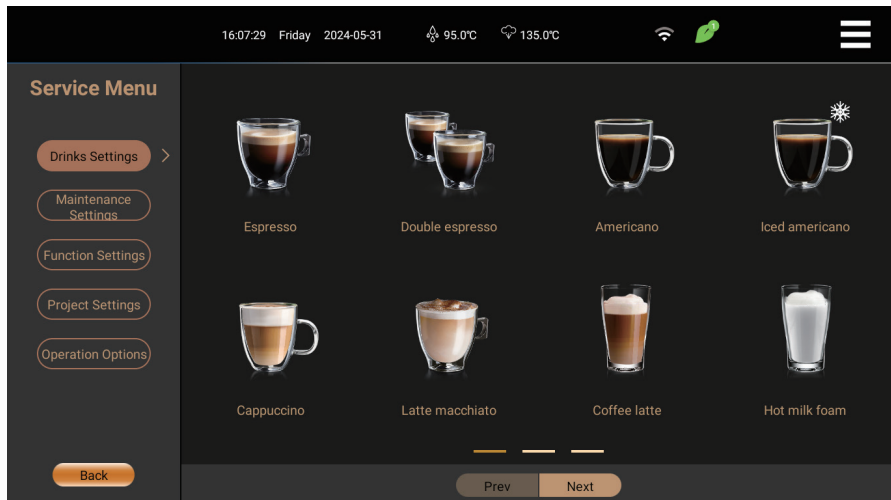 16:07:29 Friday 2024-05-31 95.0℃ 135.0℃ 1
Service Menu
Drinks Settings
Maintenance
Settings
Function Settings
Project Settings
Operation Options
Back
Espresso Double espresso Americano Iced americano
Cappuccino Latte macchiato Coffee latte Hot milk foam
Prev Next